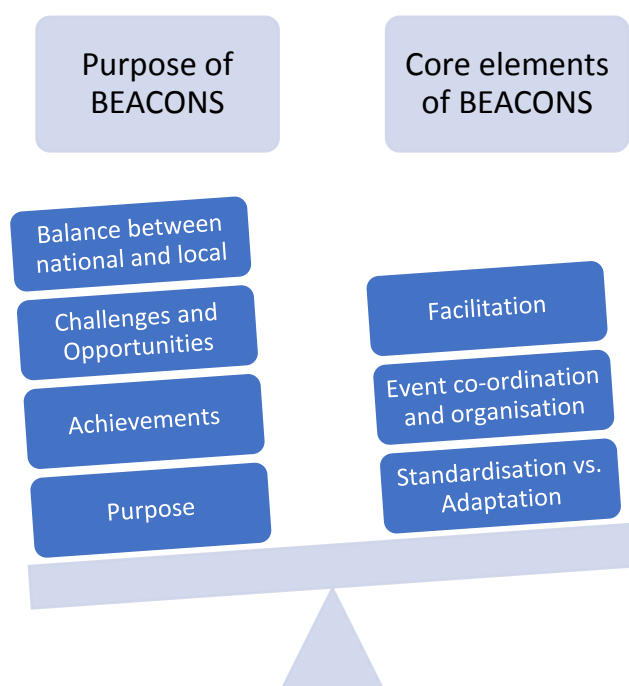 Purpose of
BEACONS
Core elements
of BEACONS
Balance between
national and local
Challenges and
Opportunities
Achievements
Purpose
Facilitation
Event co-ordination
and organisation
Standardisation vs.
Adaptation